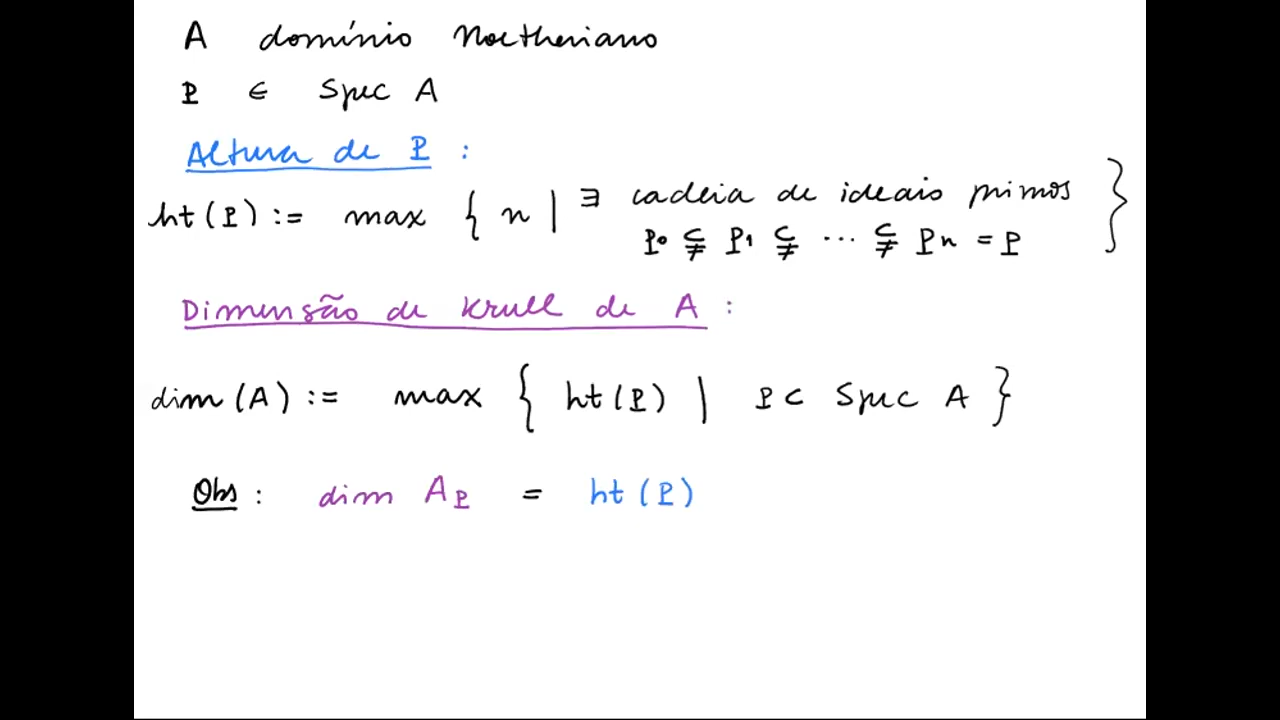 A domínio Noetheriano
P ∈ Spec A
Altura de P :
ht(P) := max { n | ∃ cadeia de ideais primos
P0 ⊊ P1 ⊊ ... ⊊ Pn = P }
Dimensão de Krull de A :
dim (A) := max { ht(P) | P ⊂ Spec A }
Obs : dim A_P = ht(P)